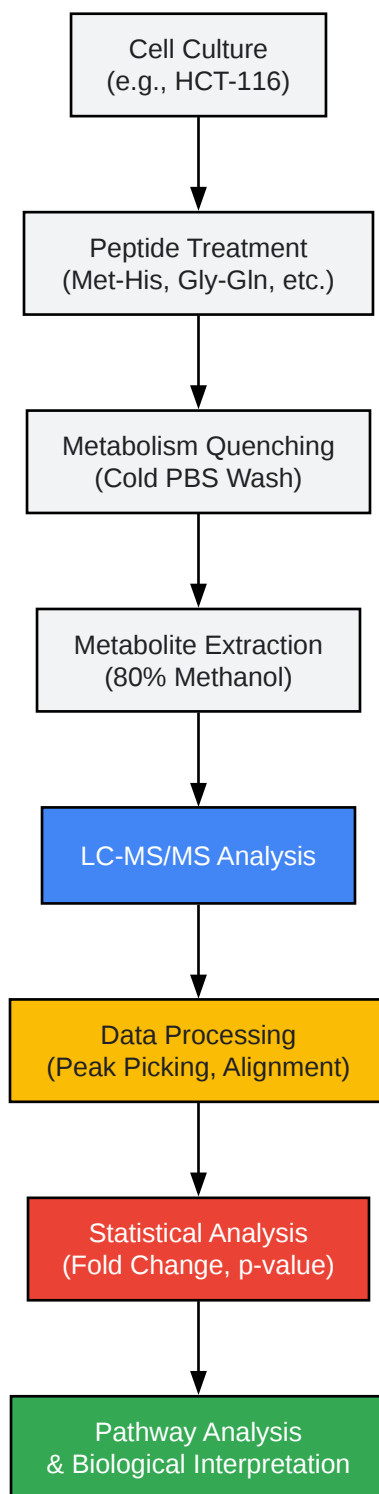 Cell Culture
(e.g., HCT-116)
Peptide Treatment
(Met-His, Gly-Gln, etc.)
Metabolism Quenching
(Cold PBS Wash)
Metabolite Extraction
(80% Methanol)
LC-MS/MS Analysis
Data Processing
(Peak Picking, Alignment)
Statistical Analysis
(Fold Change, p-value)
Pathway Analysis
& Biological Interpretation